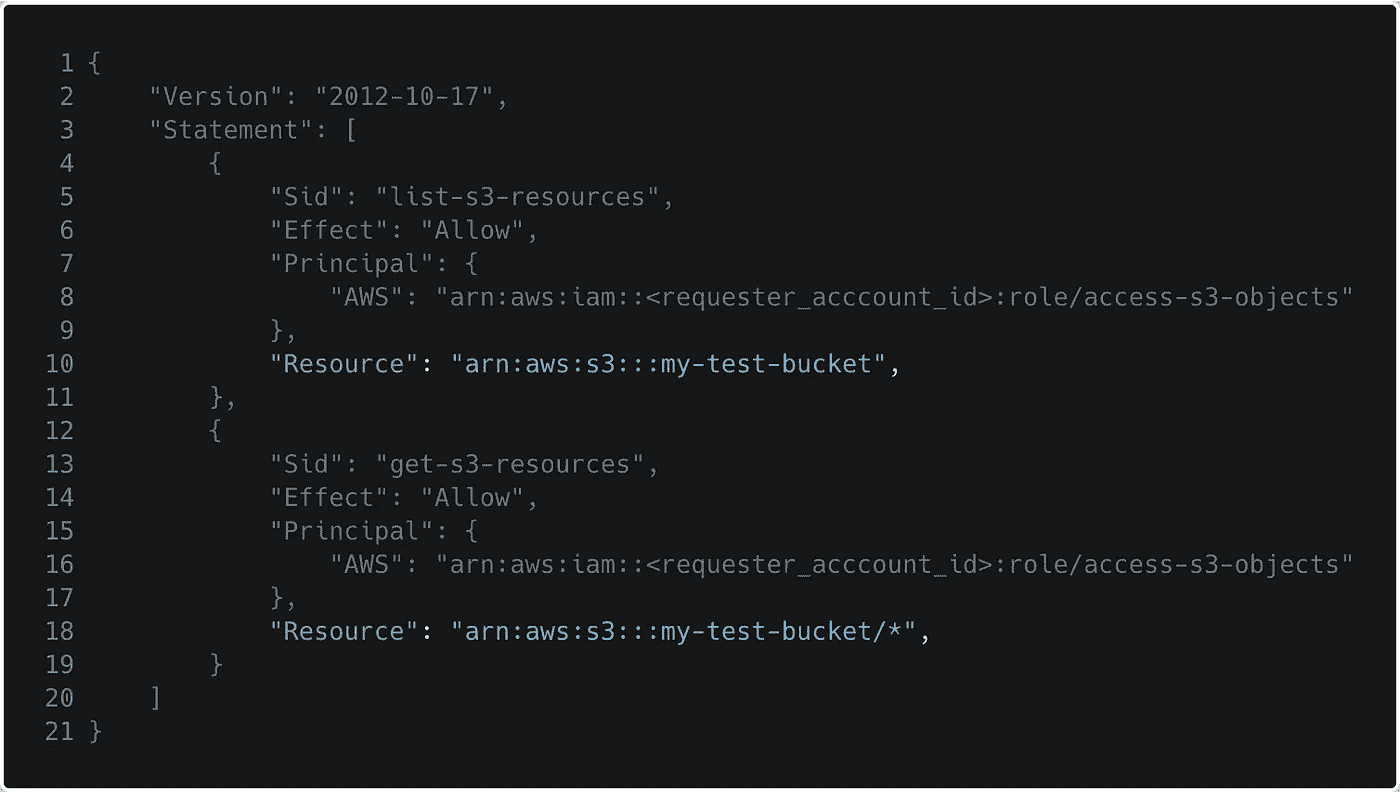 1 {
2     "Version": "2012-10-17",
3     "Statement": [
4         {
5             "Sid": "list-s3-resources",
6             "Effect": "Allow",
7             "Principal": {
8                 "AWS": "arn:aws:iam::<requester_acccount_id>:role/access-s3-objects"
9             },
10             "Resource": "arn:aws:s3:::my-test-bucket",
11         },
12         {
13             "Sid": "get-s3-resources",
14             "Effect": "Allow",
15             "Principal": {
16                 "AWS": "arn:aws:iam::<requester_acccount_id>:role/access-s3-objects"
17             },
18             "Resource": "arn:aws:s3:::my-test-bucket/*",
19         }
20     ]
21 }